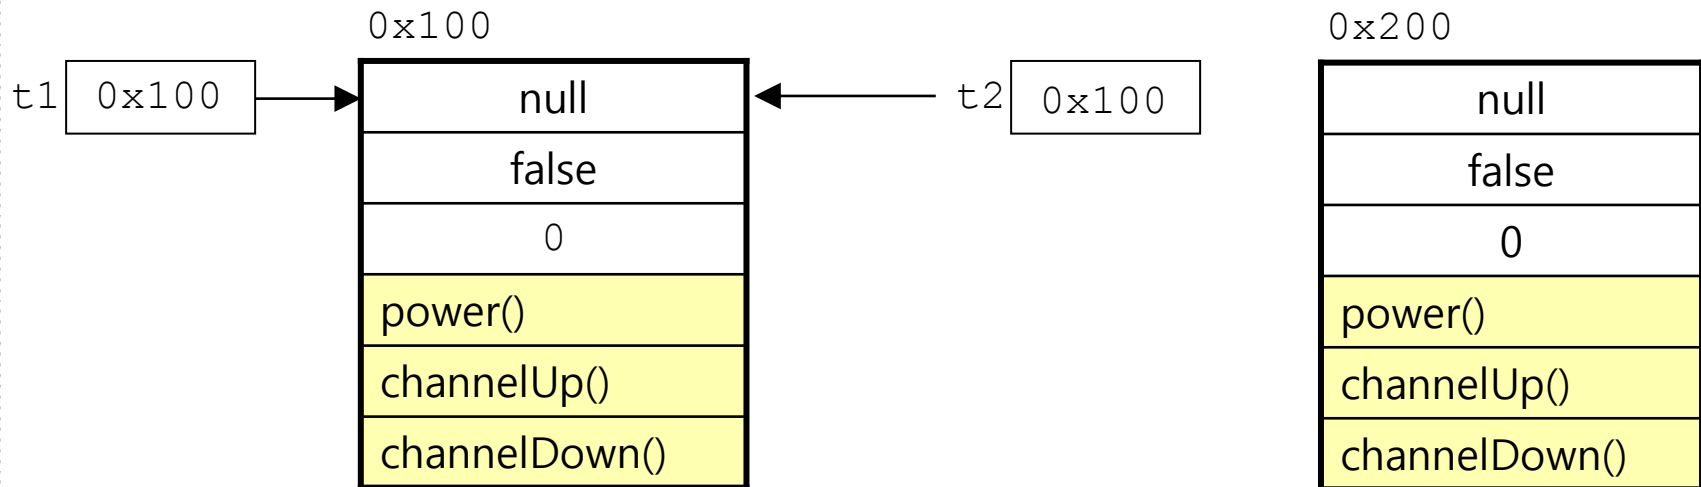 0x100
0x200
t1 0x100
null
t2 0x100
null
false
false
0
0
power()
power()
channelUp()
channelUp()
channelDown()
channelDown()